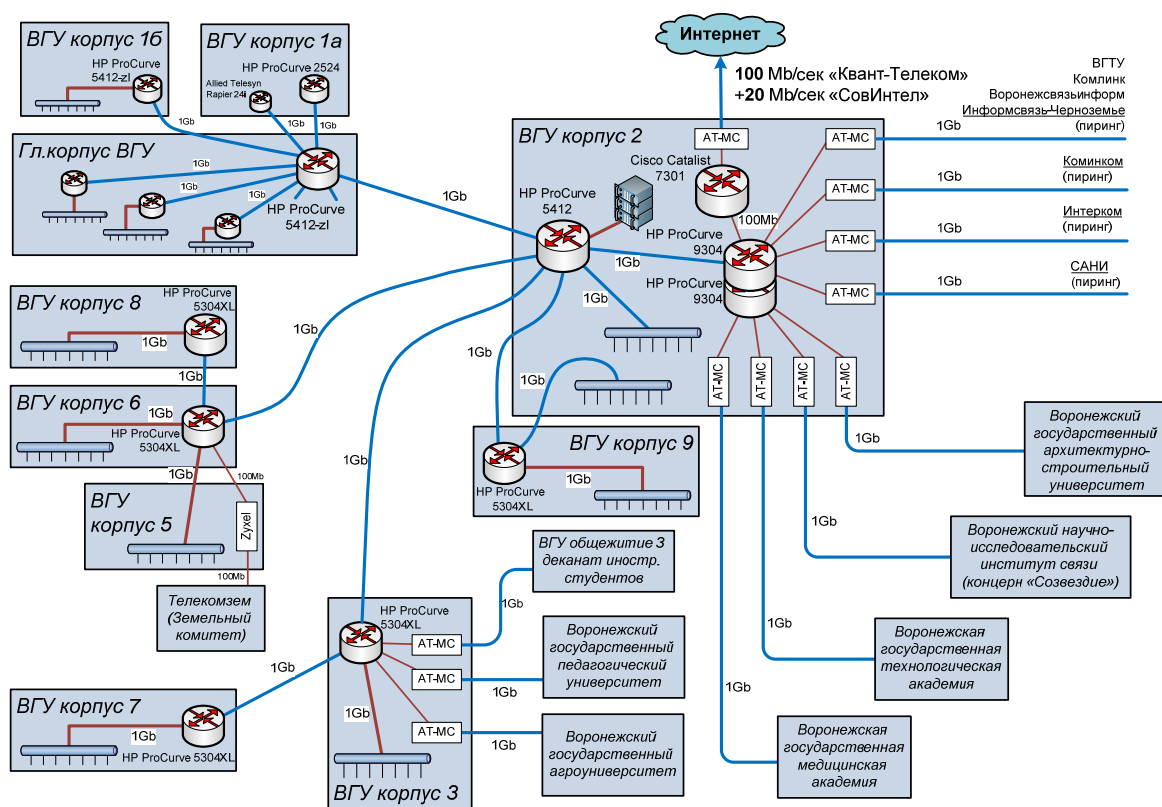 ВГУ корпус 1б
HP ProCurve
5412-zl
1Gb
ВГУ корпус 1а
HP ProCurve 2524
Allied Telesyn
Rapier 24i
1Gb
1Gb
Гл.корпус ВГУ
1Gb
1Gb
1Gb
HP ProCurve
5412-zl
1Gb
Интернет
100 Mb/сек «Квант-Телеком»
+20 Mb/сек «СовИнтел»
ВГУ корпус 2
AT-MC
Cisco Catalist
7301
100Mb
HP ProCurve
5412
HP ProCurve
9304
HP ProCurve
9304
1Gb
1Gb
1Gb
1Gb
AT-MC
AT-MC
AT-MC
AT-MC
AT-MC
AT-MC
AT-MC
AT-MC
ВГТУ
Комлинк
Воронежсвязьинформ
Информсвязь-Черноземье
(пиринг)
1Gb
Коминком
(пиринг)
1Gb
Интерком
(пиринг)
1Gb
САНИ
(пиринг)
1Gb
ВГУ корпус 8
HP ProCurve
5304XL
1Gb
1Gb
ВГУ корпус 6
1Gb
HP ProCurve
5304XL
1Gb
1Gb
100Mb
ВГУ
корпус 5
Zyxel
100Mb
Телекомзем
(Земельный
комитет)
ВГУ корпус 9
HP ProCurve
5304XL
1Gb
1Gb
ВГУ корпус 3
HP ProCurve
5304XL
1Gb
AT-MC
AT-MC
AT-MC
1Gb
1Gb
1Gb
ВГУ общежитие 3
деканат иностр.
студентов
Воронежский
государственный
педагогический
университет
Воронежский
государственный
агроуниверситет
ВГУ корпус 7
1Gb
HP ProCurve 5304XL
1Gb
1Gb
Воронежский
государственный
архитектурно-
строительный
университет
1Gb
Воронежский научно-
исследовательский
институт связи
(концерн «Созвездие»)
1Gb
Воронежская
государственная
технологическая
академия
1Gb
Воронежская
государственная
медицинская
академия